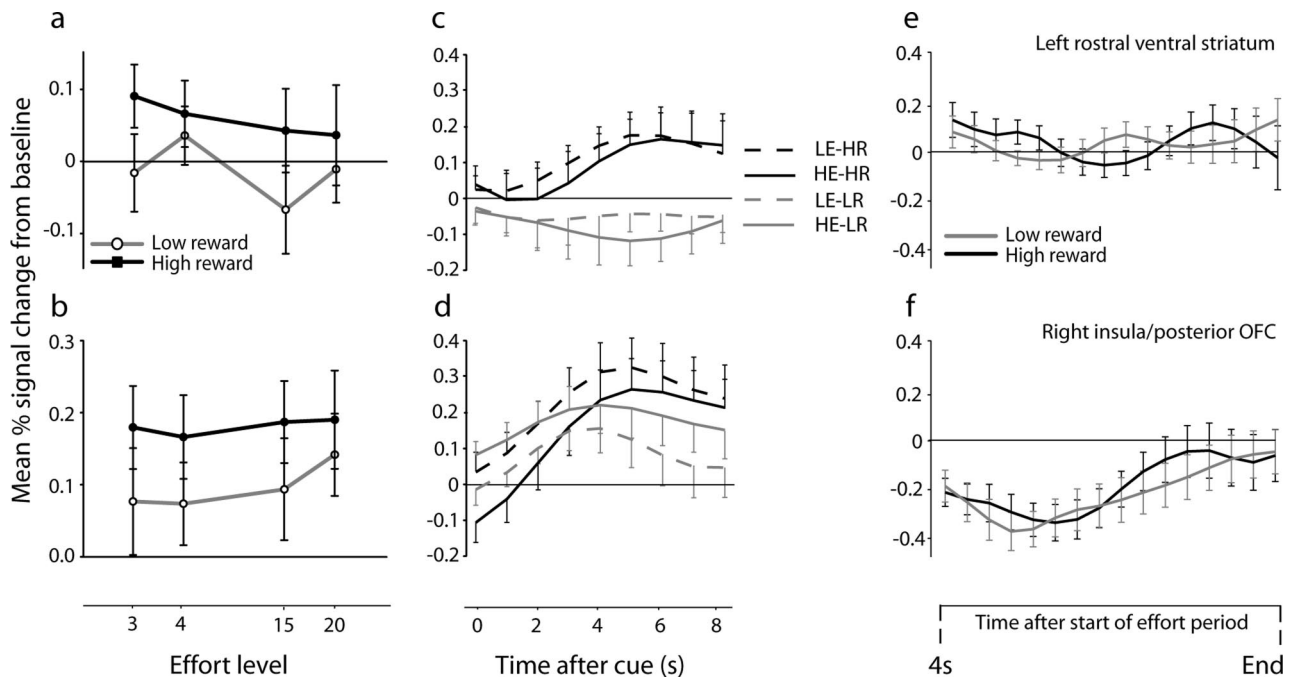 a
0.1
0
-0.1
Low reward
High reward
b
0.3
0.2
0.1
0.0
3
4
15
20
Effort level
Mean % signal change from baseline
c
0.4
0.3
0.2
0.1
0
-0.1
-0.2
LE-HR
HE-HR
LE-LR
HE-LR
d
0.4
0.3
0.2
0.1
0
-0.1
-0.2
0
2
4
6
8
Time after cue (s)
e
Left rostral ventral striatum
0.4
0.2
0
-0.2
-0.4
Low reward
High reward
f
Right insula/posterior OFC
0.4
0.2
0
-0.2
-0.4
Time after start of effort period
4s
End